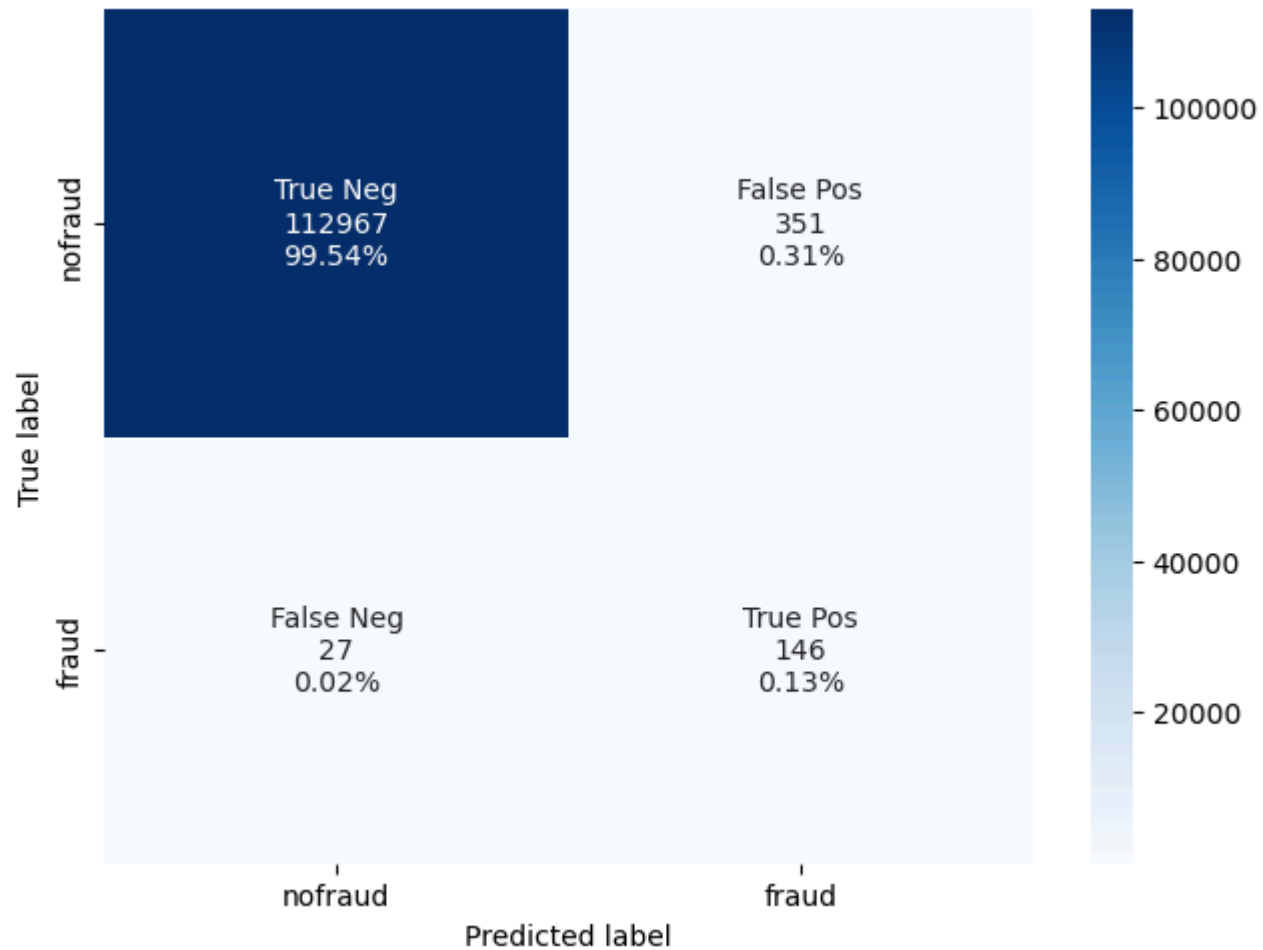 True Neg
112967
99.54%
False Pos
351
0.31%
False Neg
27
0.02%
True Pos
146
0.13%
nofraud
fraud
True label
nofraud
fraud
Predicted label
100000
80000
60000
40000
20000